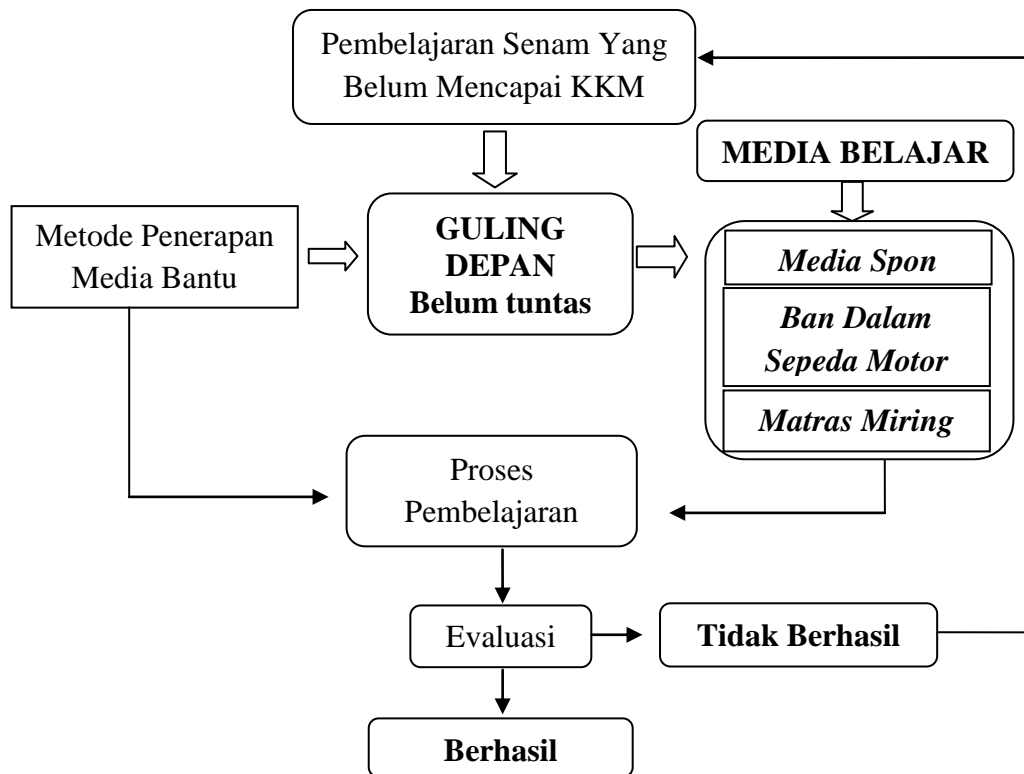 Pembelajaran Senam Yang
Belum Mencapai KKM
MEDIA BELAJAR
Metode Penerapan
Media Bantu
GULING
DEPAN
Belum tuntas
Media Spon
Ban Dalam
Sepeda Motor
Matras Miring
Proses
Pembelajaran
Evaluasi
Tidak Berhasil
Berhasil